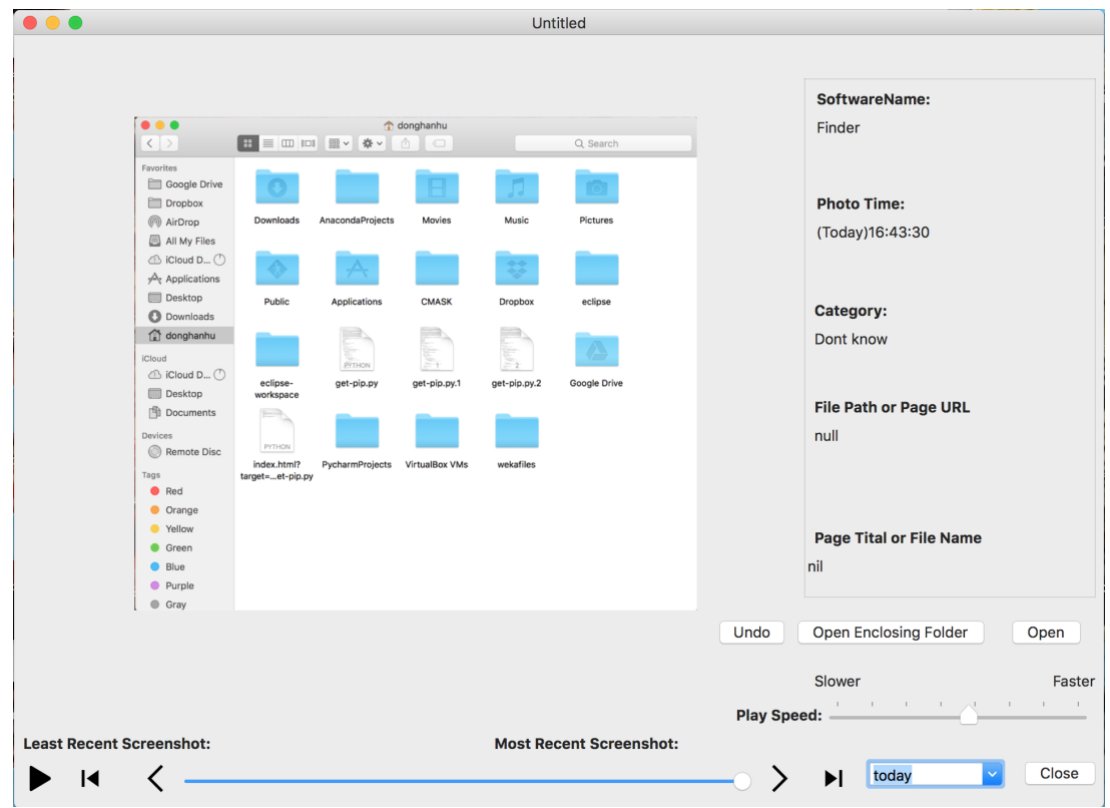 Untitled
donghanhu
Search
Favorites
Google Drive
Dropbox
AirDrop
All My Files
iCloud D...
Applications
Desktop
Downloads
donghanhu
iCloud
iCloud D...
Desktop
Documents
Devices
Remote Disc
Tags
Red
Orange
Yellow
Green
Blue
Purple
Gray
Downloads AnacondaProjects Movies Music Pictures
Public Applications CMASK Dropbox eclipse
PYTHON 1 2
eclipse- get-pip.py get-pip.py.1 get-pip.py.2 Google Drive
workspace
PYTHON
index.html? PycharmProjects VirtualBox VMs wekafiles
target=...et-pip.py
SoftwareName:
Finder
Photo Time:
(Today)16:43:30
Category:
Dont know
File Path or Page URL
null
Page Tital or File Name
nil
Undo Open Enclosing Folder Open
Slower Faster
Play Speed:
Least Recent Screenshot: Most Recent Screenshot:
today Close